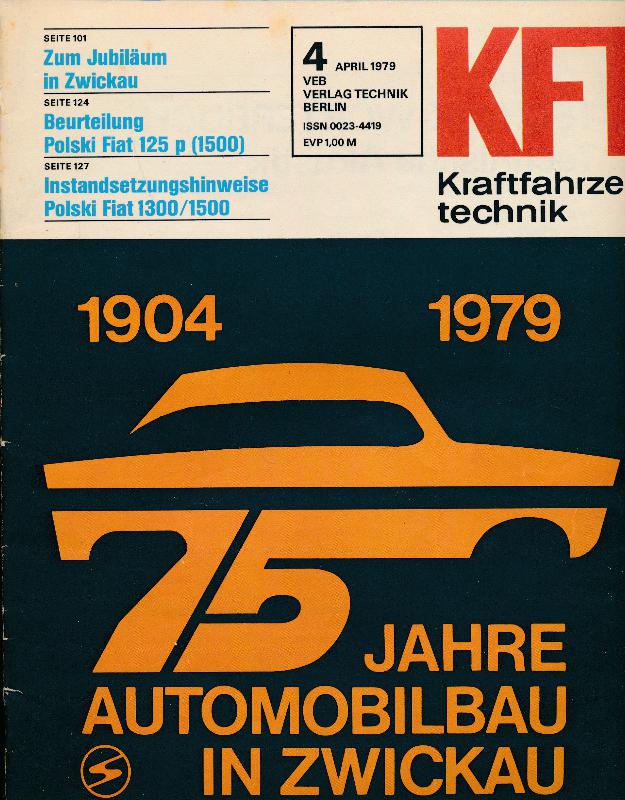 SEITE 101
Zum Jubiläum
in Zwickau
SEITE 124
Beurteilung
Polski Fiat 125 p (1500)
SEITE 127
Instandsetzungshinweise
Polski Fiat 1300/1500
4 APRIL 1979
VEB
VERLAG TECHNIK
BERLIN
ISSN 0023-4419
EVP 1,00 M
KFT
Kraftfahrze
technik
1904 1979
75
JAHRE
AUTOMOBILBAU
IN ZWICKAU